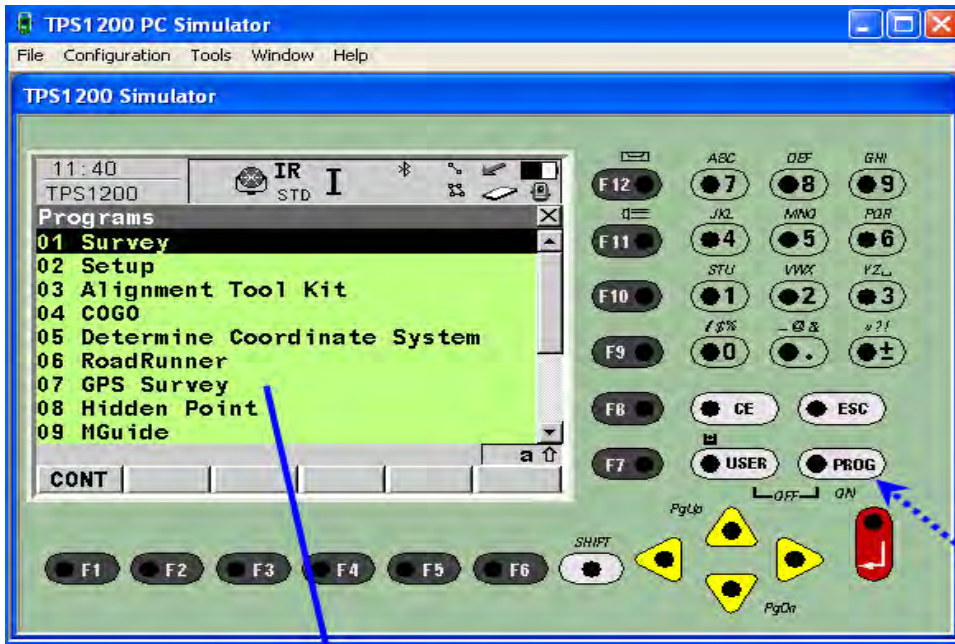 TPS1200 PC Simulator
File Configuration Tools Window Help
TPS1200 Simulator
11:40
TPS1200
IR
STD
I
Programs
01 Survey
02 Setup
03 Alignment Tool Kit
04 COGO
05 Determine Coordinate System
06 RoadRunner
07 GPS Survey
08 Hidden Point
09 MGuide
a
CONT
ABC DEF GHI
F12 7 8 9
JKL MNO PQR
F11 4 5 6
STU VWX YZ
F10 1 2 3
/$% _@& *?!
F9 0 . ±
F8 CE ESC
F7 USER PROG
OFF ON
PgUp
SHIFT
F1 F2 F3 F4 F5 F6
PgDn